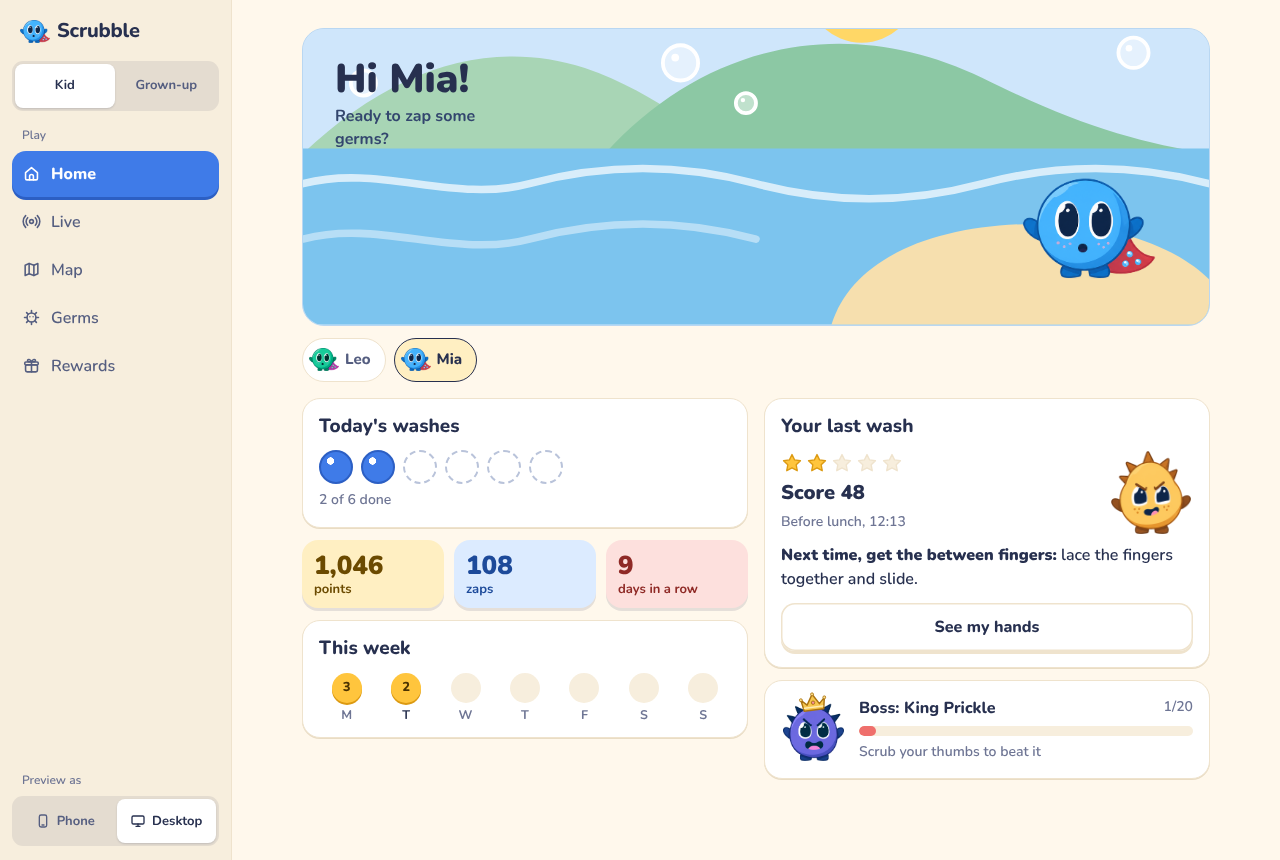 Scrubble
Kid
Grown-up
Play
Home
Live
Map
Germs
Rewards
Preview as
Phone
Desktop
Hi Mia!
Ready to zap some
germs?
Leo
Mia
Today's washes
2 of 6 done
1,046
points
108
zaps
9
days in a row
This week
3
2
M
T
W
T
F
S
S
Your last wash
Score 48
Before lunch, 12:13
Next time, get the between fingers: lace the fingers
together and slide.
See my hands
Boss: King Prickle
1/20
Scrub your thumbs to beat it